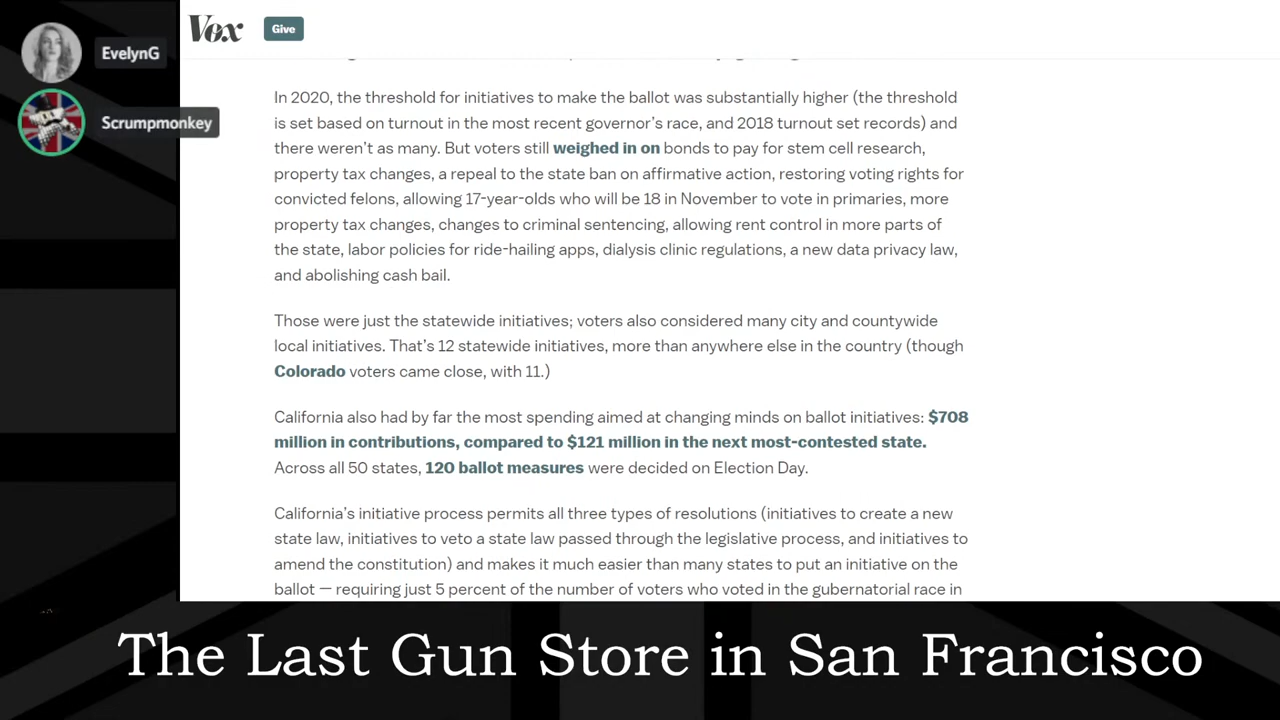 EvelynG
Scrumpmonkey
Vox
Give
In 2020, the threshold for initiatives to make the ballot was substantially higher (the threshold
is set based on turnout in the most recent governor's race, and 2018 turnout set records) and
there weren't as many. But voters still weighed in on bonds to pay for stem cell research,
property tax changes, a repeal to the state ban on affirmative action, restoring voting rights for
convicted felons, allowing 17-year-olds who will be 18 in November to vote in primaries, more
property tax changes, changes to criminal sentencing, allowing rent control in more parts of
the state, labor policies for ride-hailing apps, dialysis clinic regulations, a new data privacy law,
and abolishing cash bail.
Those were just the statewide initiatives; voters also considered many city and countywide
local initiatives. That's 12 statewide initiatives, more than anywhere else in the country (though
Colorado voters came close, with 11.)
California also had by far the most spending aimed at changing minds on ballot initiatives: $708
million in contributions, compared to $121 million in the next most-contested state.
Across all 50 states, 120 ballot measures were decided on Election Day.
California's initiative process permits all three types of resolutions (initiatives to create a new
state law, initiatives to veto a state law passed through the legislative process, and initiatives to
amend the constitution) and makes it much easier than many states to put an initiative on the
ballot — requiring just 5 percent of the number of voters who voted in the gubernatorial race in
The Last Gun Store in San Francisco